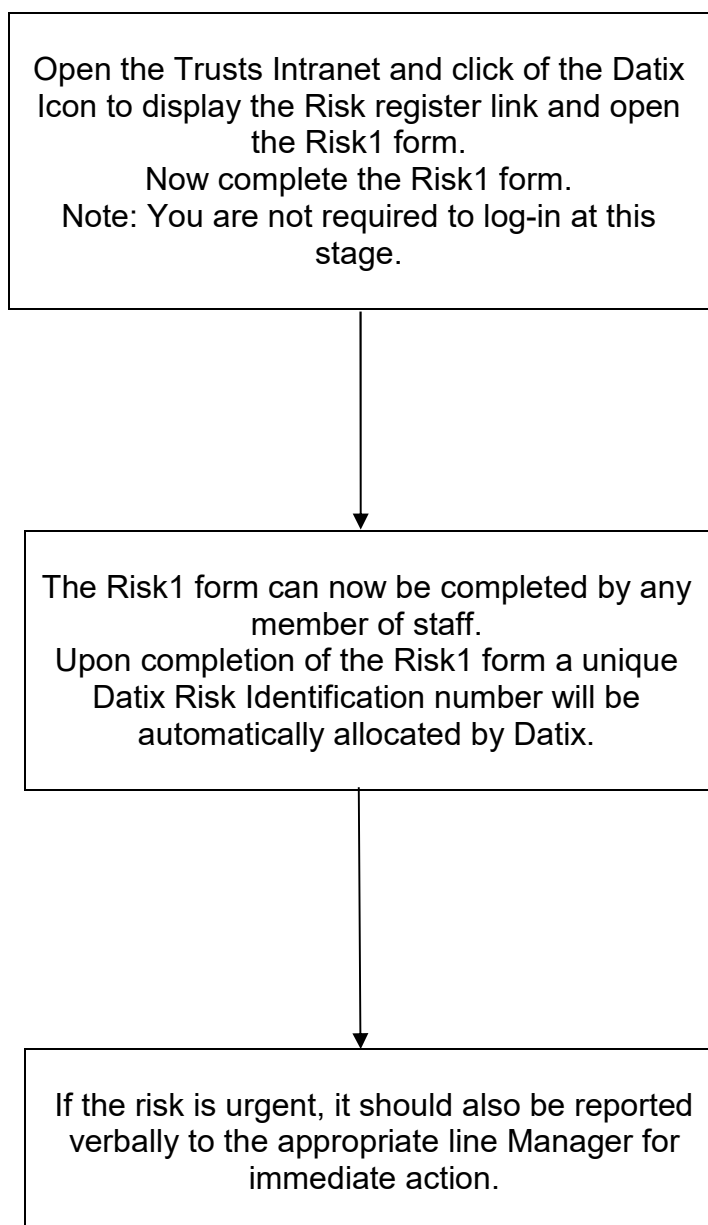 Open the Trusts Intranet and click of the Datix
Icon to display the Risk register link and open
the Risk1 form.
Now complete the Risk1 form.
Note: You are not required to log-in at this
stage.
The Risk1 form can now be completed by any
member of staff.
Upon completion of the Risk1 form a unique
Datix Risk Identification number will be
automatically allocated by Datix.
If the risk is urgent, it should also be reported
verbally to the appropriate line Manager for
immediate action.